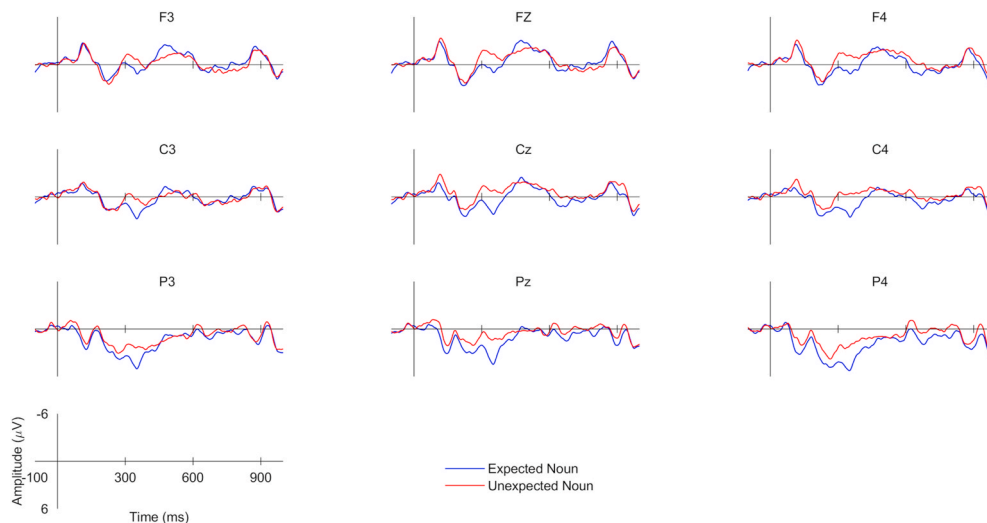 F3
FZ
F4
C3
Cz
C4
P3
Pz
P4
-6
Amplitude (μV)
100
300
600
900
6
Time (ms)
Expected Noun
Unexpected Noun